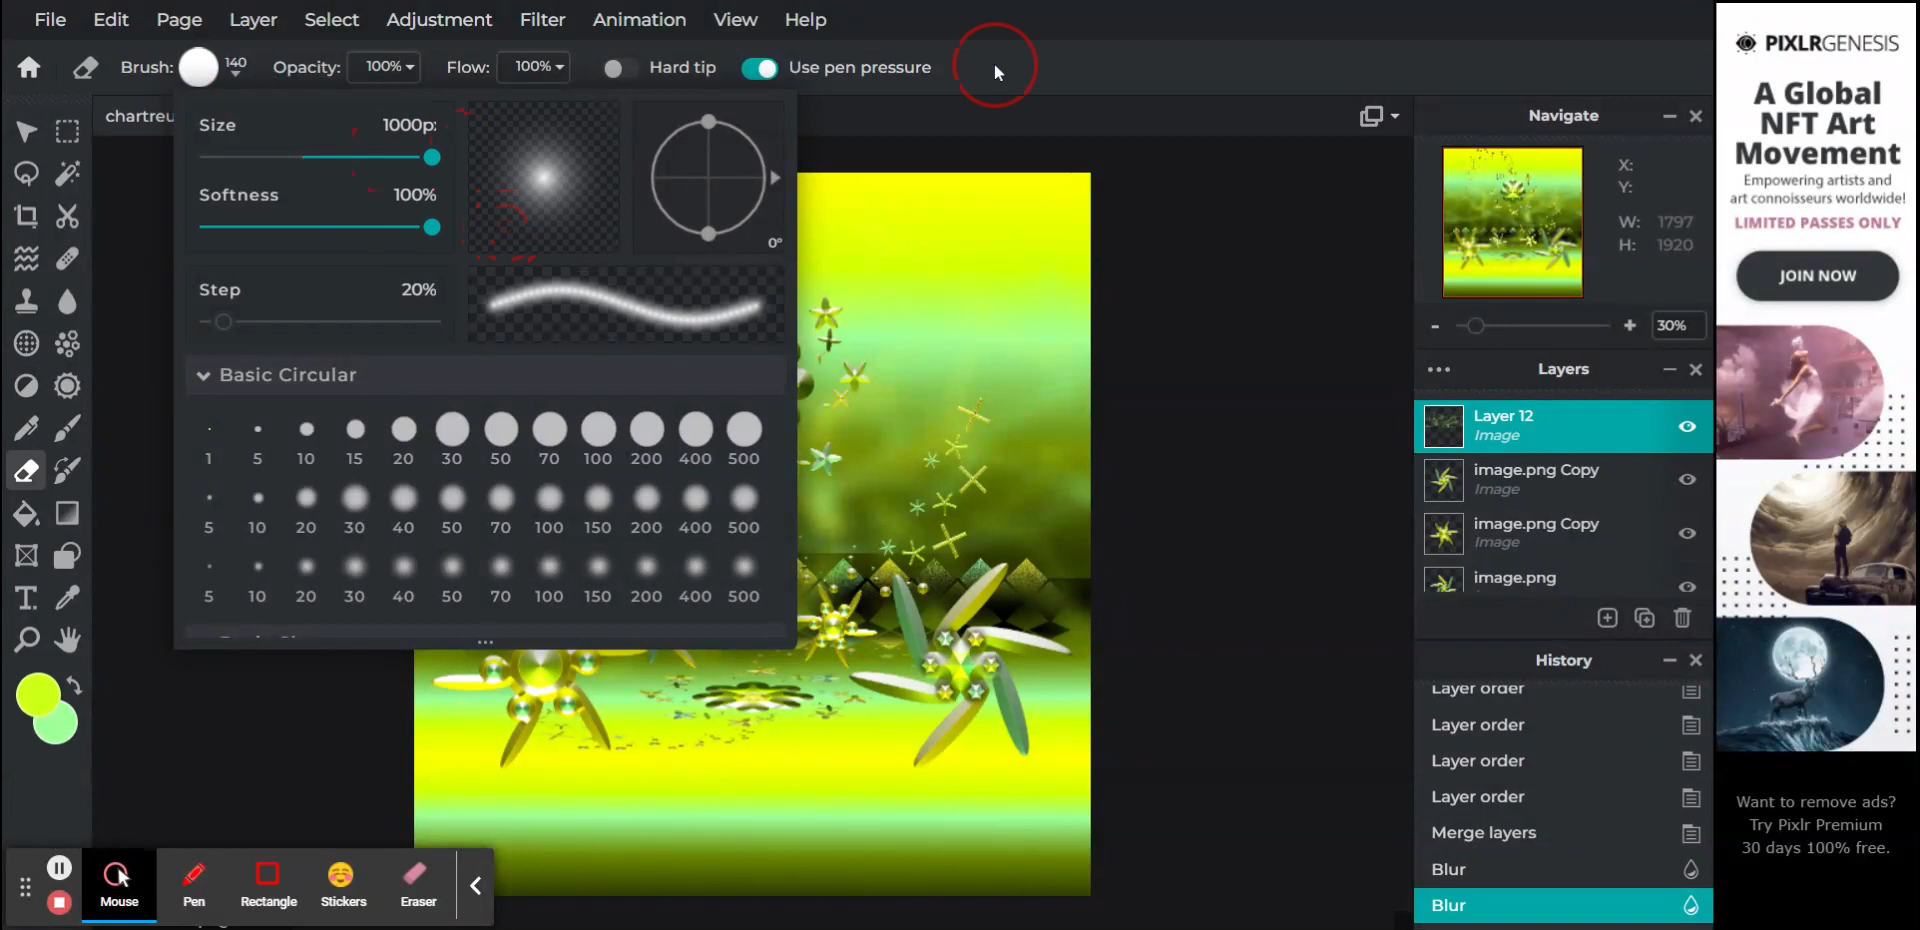 File Edit Page Layer Select Adjustment Filter Animation View Help
Brush: 140 Opacity: 100% Flow: 100% Hard tip Use pen pressure
chartreu
Size 1000p
Softness 100%
0°
Step 20%
Basic Circular
1 5 10 15 20 30 50 70 100 200 400 500
5 10 20 30 40 50 70 100 150 200 400 500
5 10 20 30 40 50 70 100 150 200 400 500
Navigate
X:
Y:
W: 1797
H: 1920
- + 30%
Layers
Layer 12
Image
image.png Copy
Image
image.png Copy
Image
image.png
History
Layer order
Layer order
Layer order
Layer order
Merge layers
Blur
Blur
PIXLRGENESIS
A Global
NFT Art
Movement
Empowering artists and
art connoisseurs worldwide!
LIMITED PASSES ONLY
JOIN NOW
Want to remove ads?
Try Pixlr Premium
30 days 100% free.
Mouse Pen Rectangle Stickers Eraser